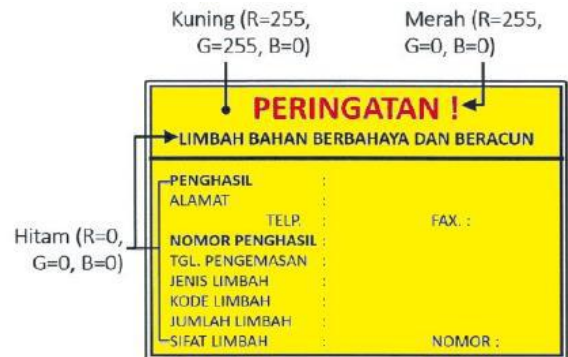 Kuning (R=255,
G=255, B=0)
Merah (R=255,
G=0, B=0)
PERINGATAN !
LIMBAH BAHAN BERBAHAYA DAN BERACUN
PENGHASIL :
ALAMAT :
TELP. : FAX. :
NOMOR PENGHASIL :
TGL. PENGEMASAN :
JENIS LIMBAH :
KODE LIMBAH :
JUMLAH LIMBAH :
SIFAT LIMBAH : NOMOR :
Hitam (R=0,
G=0, B=0)